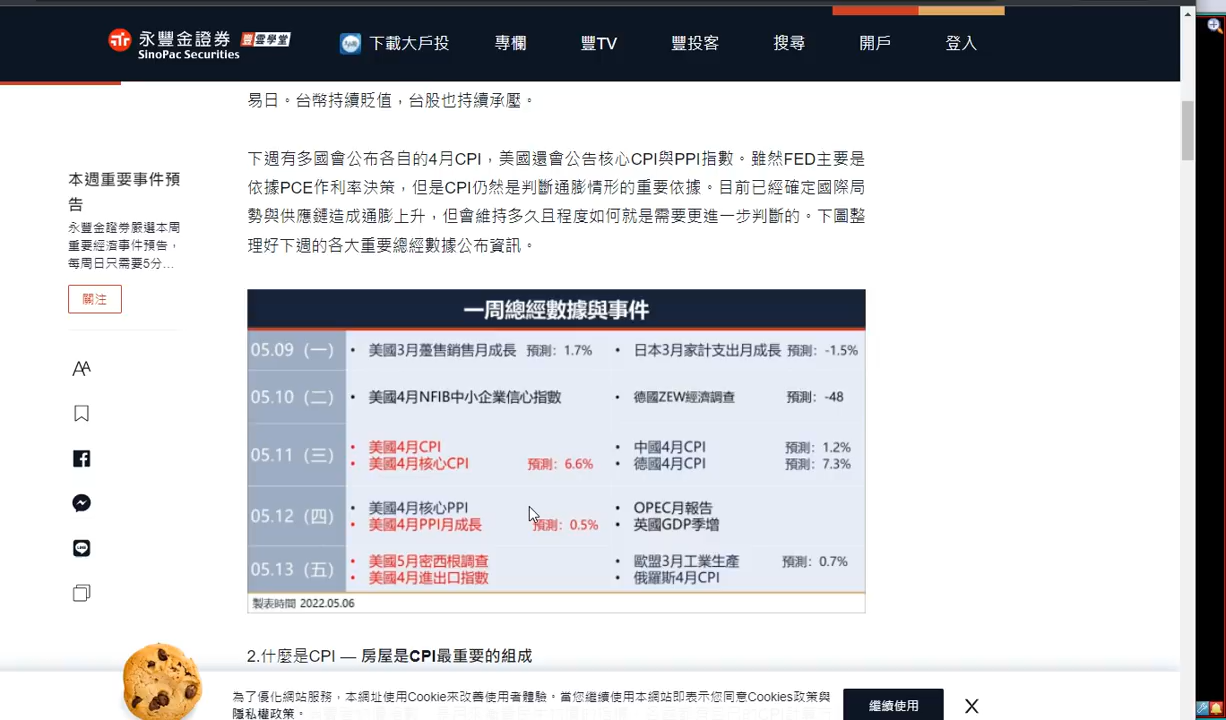 永豐金證券 豐雲學堂
SinoPac Securities
下載大戶投 專欄 豐TV 豐投客 搜尋 開戶 登入
易日。台幣持續貶值，台股也持續承壓。
下週有多國會公布各自的4月CPI，美國還會公告核心CPI與PPI指數。雖然FED主要是
依據PCE作利率決策，但是CPI仍然是判斷通膨情形的重要依據。目前已經確定國際局
勢與供應鏈造成通膨上升，但會維持多久且程度如何就是需要更進一步判斷的。下圖整
理好下週的各大重要總經數據公布資訊。
本週重要事件預
告
永豐金證券嚴選本周
重要經濟事件預告，
每周日只需要5分...
關注
AA
一周總經數據與事件
05.09（一） • 美國3月躉售銷售月成長 預測：1.7% • 日本3月家計支出月成長 預測：-1.5%
05.10（二） • 美國4月NFIB中小企業信心指數 • 德國ZEW經濟調查 預測：-48
05.11（三） • 美國4月CPI • 中國4月CPI 預測：1.2%
• 美國4月核心CPI 預測：6.6% • 德國4月CPI 預測：7.3%
05.12（四） • 美國4月核心PPI • OPEC月報告
• 美國4月PPI月成長 預測：0.5% • 英國GDP季增
05.13（五） • 美國5月密西根調查 • 歐盟3月工業生產 預測：0.7%
• 美國4月進出口指數 • 俄羅斯4月CPI
製表時間 2022.05.06
2.什麼是CPI — 房屋是CPI最重要的組成
為了優化網站服務，本網址使用Cookie來改善使用者體驗。當您繼續使用本網站即表示您同意Cookies政策與
隱私權政策。
繼續使用